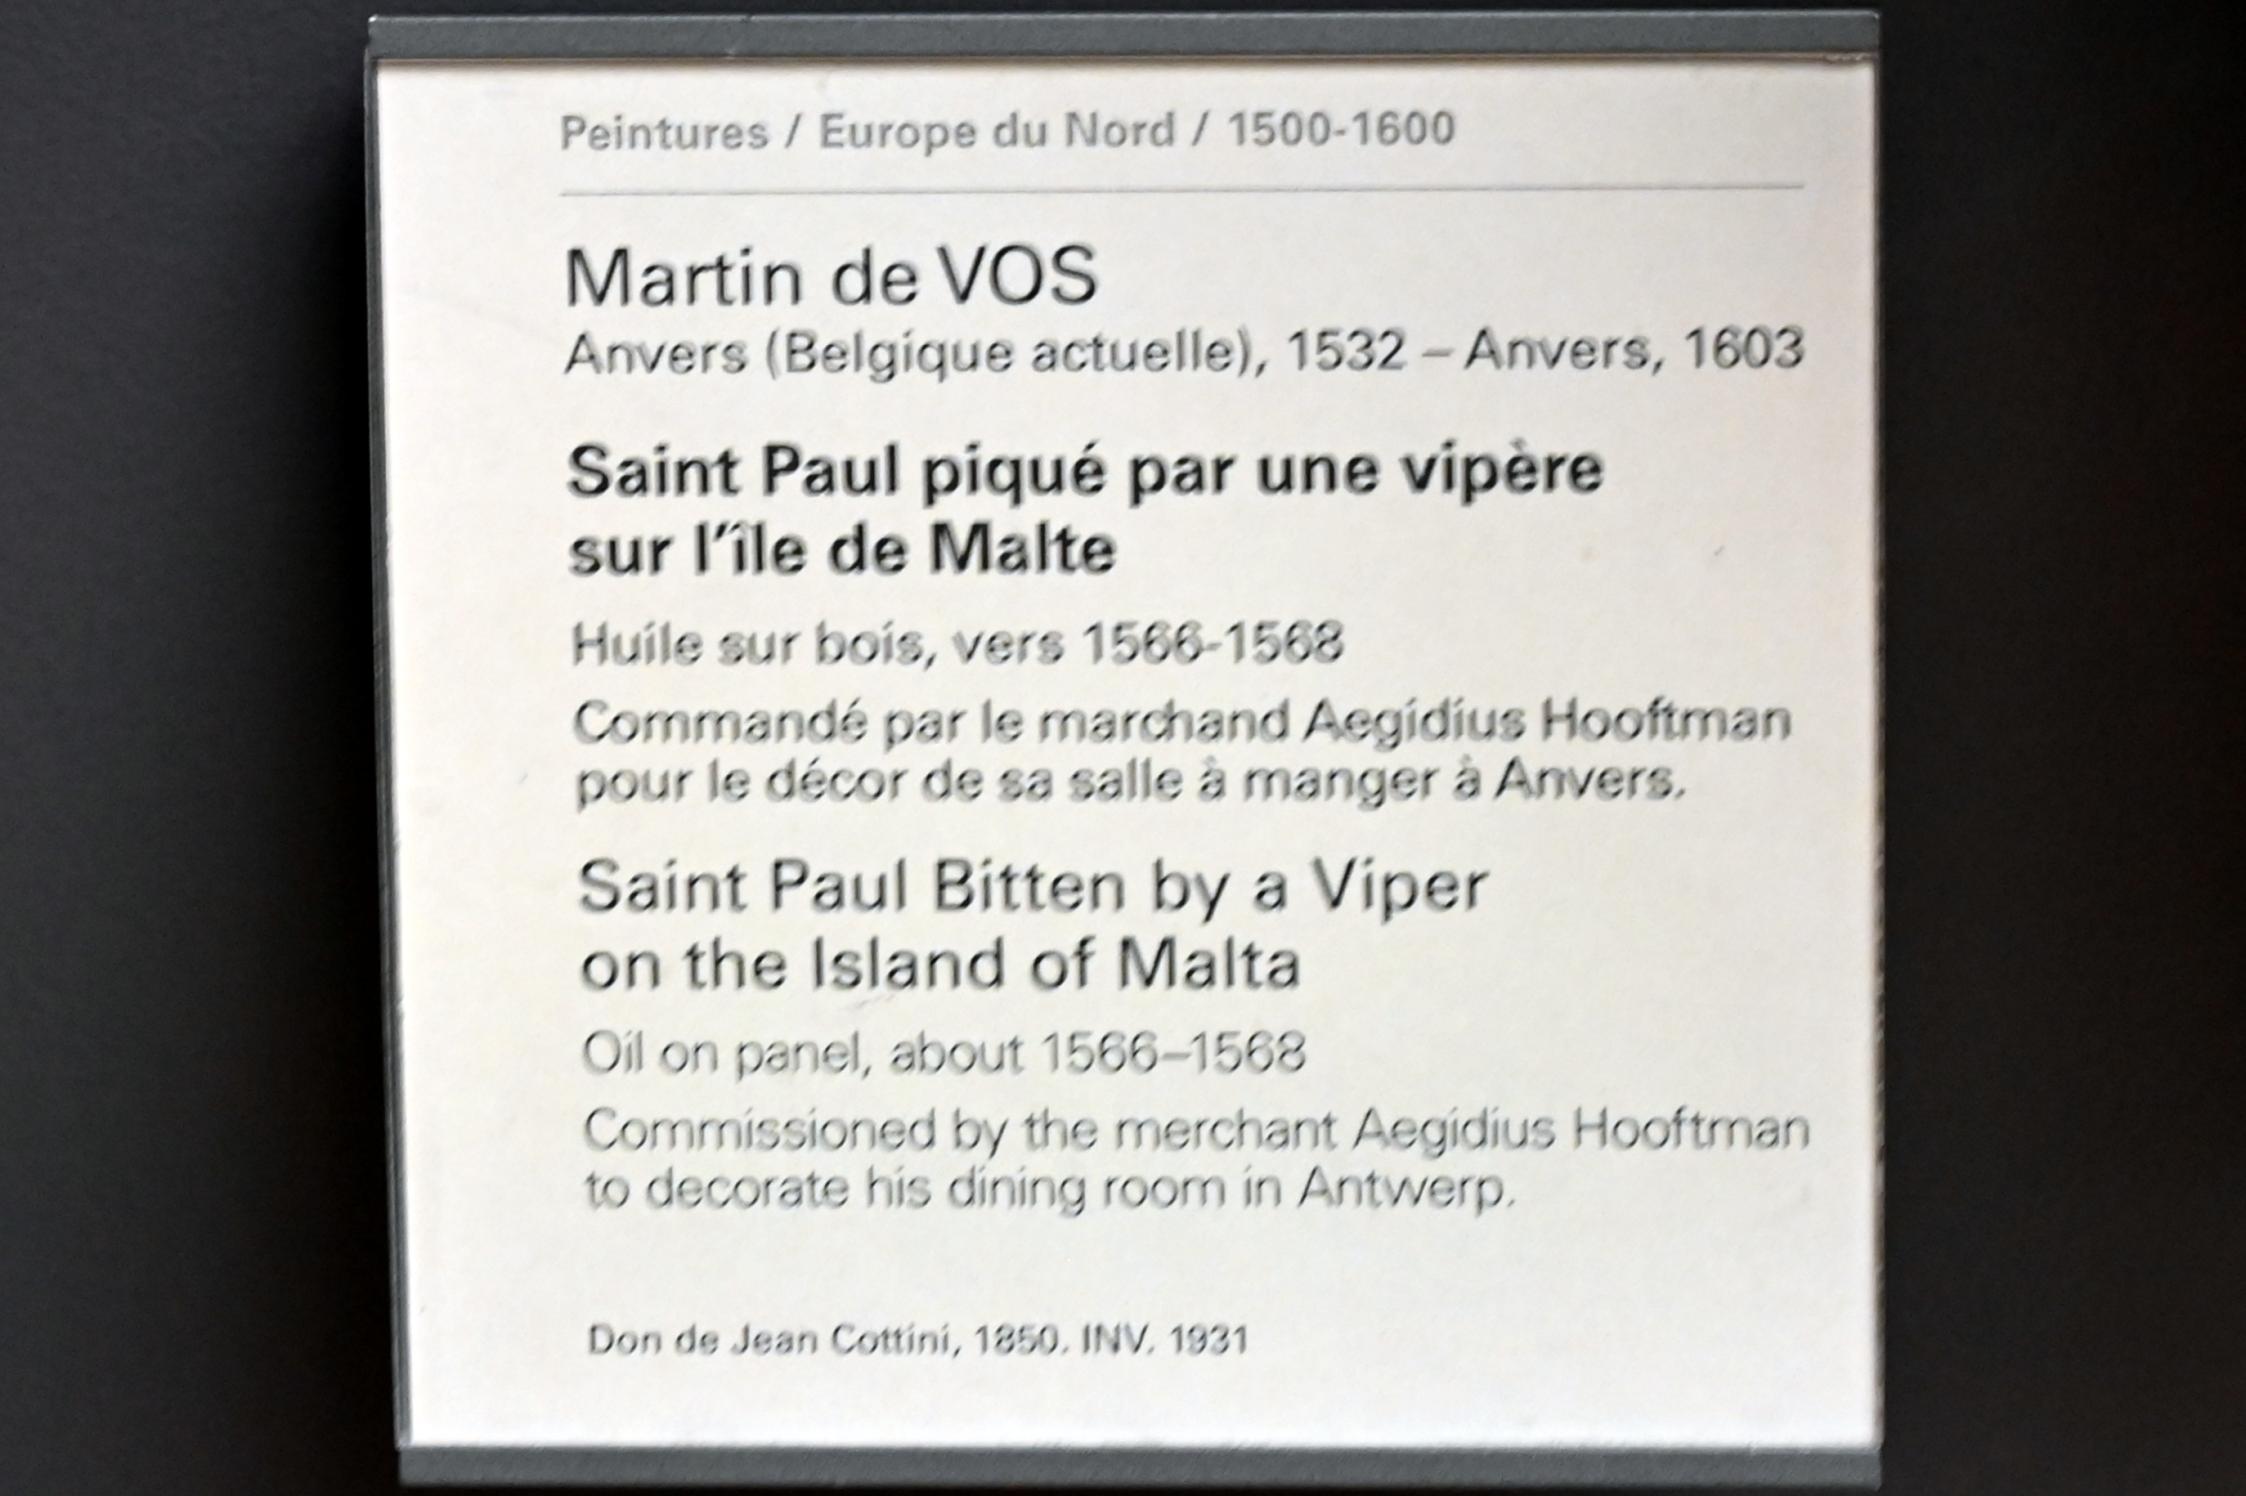 Peintures / Europe du Nord / 1500-1600
Martin de VOS
Anvers (Belgique actuelle), 1532 – Anvers, 1603
Saint Paul piqué par une vipère
sur l'île de Malte
Huile sur bois, vers 1566-1568
Commandé par le marchand Aegidius Hooftman
pour le décor de sa salle à manger à Anvers.
Saint Paul Bitten by a Viper
on the Island of Malta
Oil on panel, about 1566–1568
Commissioned by the merchant Aegidius Hooftman
to decorate his dining room in Antwerp.
Don de Jean Cottini, 1850. INV. 1931